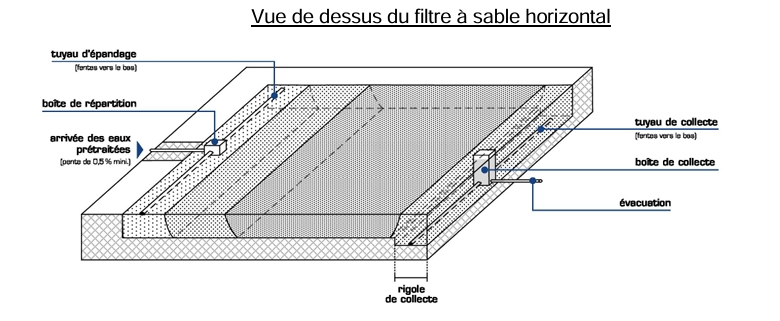 Vue de dessus du filtre à sable horizontal
tuyau d'épandage
(fentes vers le bas)
boîte de répartition
arrivée des eaux
prétraitées
(pente de 0,5 % mini.)
tuyau de collecte
(fentes vers le bas)
boîte de collecte
évacuation
rigole
de collecte